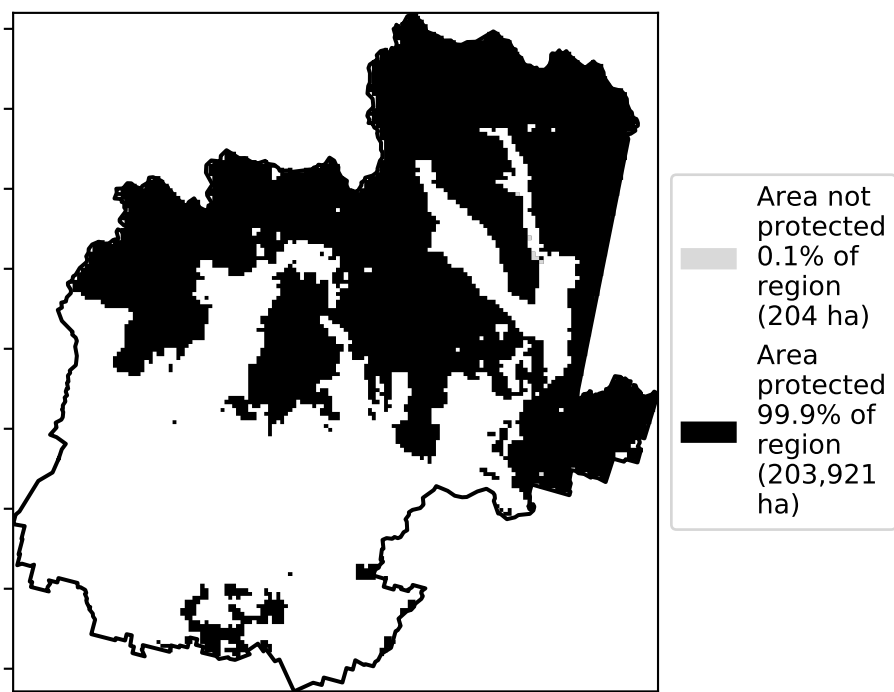 Area not
protected
0.1% of
region
(204 ha)
Area
protected
99.9% of
region
(203,921
ha)